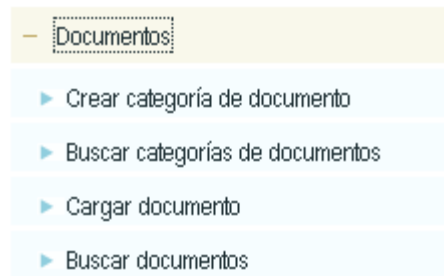 Documentos
Crear categoría de documento
Buscar categorías de documentos
Cargar documento
Buscar documentos